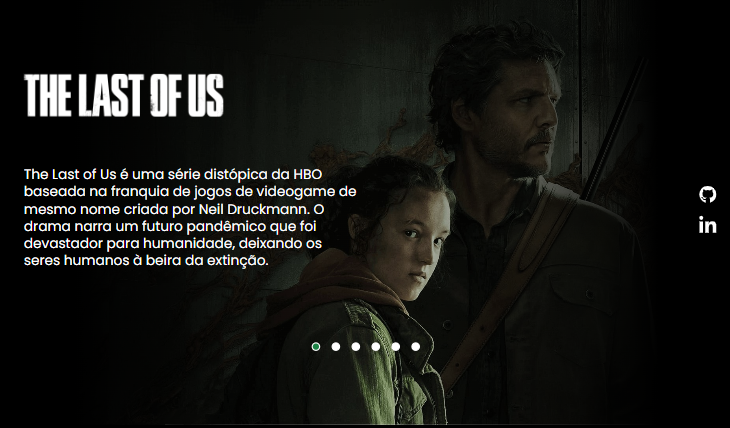 THE LAST OF US
The Last of Us é uma série distópica da HBO
baseada na franquia de jogos de videogame de
mesmo nome criada por Neil Druckmann. O
drama narra um futuro pandêmico que foi
devastador para humanidade, deixando os
seres humanos à beira da extinção.
in